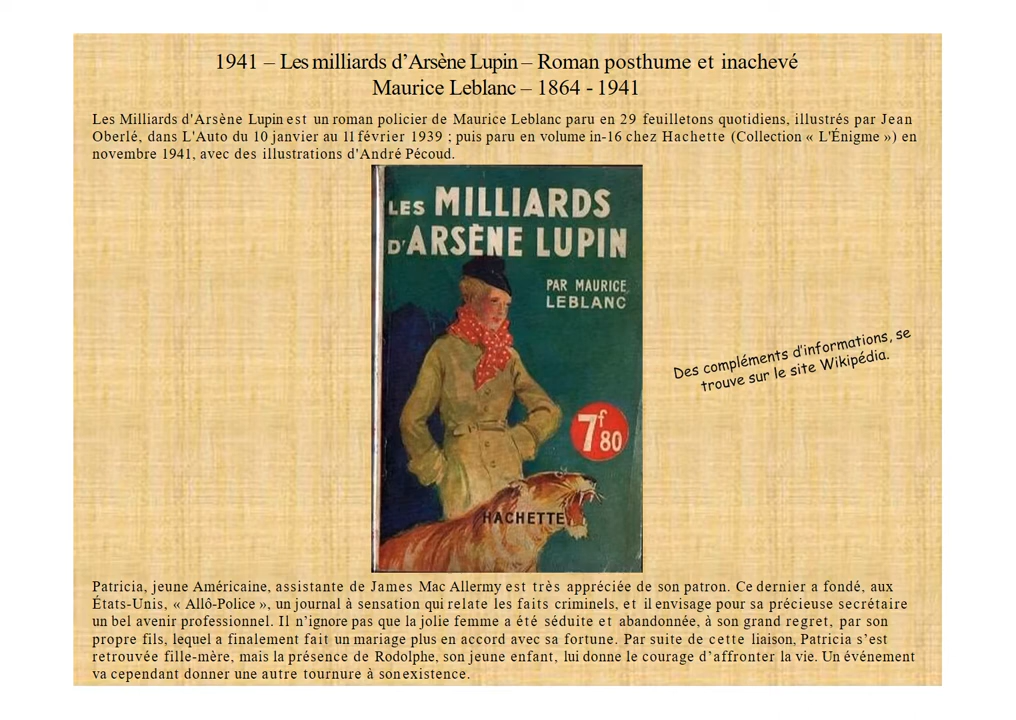 1941 – Les milliards d’Arsène Lupin – Roman posthume et inachevé
Maurice Leblanc – 1864 - 1941
Les Milliards d'Arsène Lupin est un roman policier de Maurice Leblanc paru en 29 feuilletons quotidiens, illustrés par Jean
Oberlé, dans L'Auto du 10 janvier au 11 février 1939 ; puis paru en volume in-16 chez Hachette (Collection « L'Énigme ») en
novembre 1941, avec des illustrations d'André Pécoud.
LES MILLIARDS
D'ARSÈNE LUPIN
PAR MAURICE
LEBLANC
Des compléments d'informations, se
trouve sur le site Wikipédia.
7f80
HACHETTE
Patricia, jeune Américaine, assistante de James Mac Allermy est très appréciée de son patron. Ce dernier a fondé, aux
États-Unis, « Allô-Police », un journal à sensation qui relate les faits criminels, et il envisage pour sa précieuse secrétaire
un bel avenir professionnel. Il n’ignore pas que la jolie femme a été séduite et abandonnée, à son grand regret, par son
propre fils, lequel a finalement fait un mariage plus en accord avec sa fortune. Par suite de cette liaison, Patricia s’est
retrouvée fille-mère, mais la présence de Rodolphe, son jeune enfant, lui donne le courage d’affronter la vie. Un événement
va cependant donner une autre tournure à son existence.